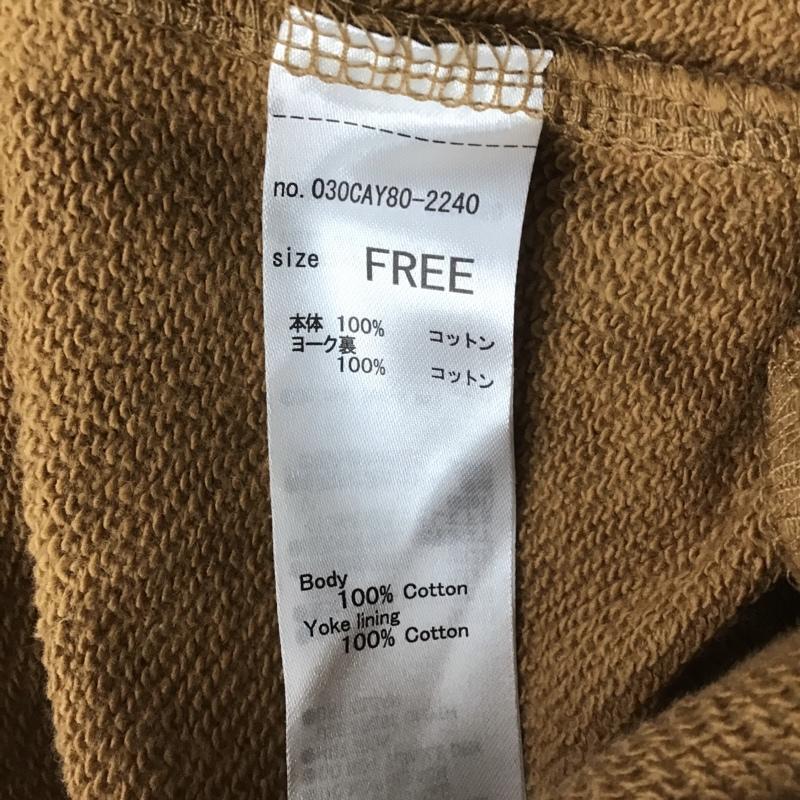 no. 030CAY80-2240
size FREE
本体 100% コットン
ヨーク裏
100% コットン
Body
100% Cotton
Yoke lining
100% Cotton